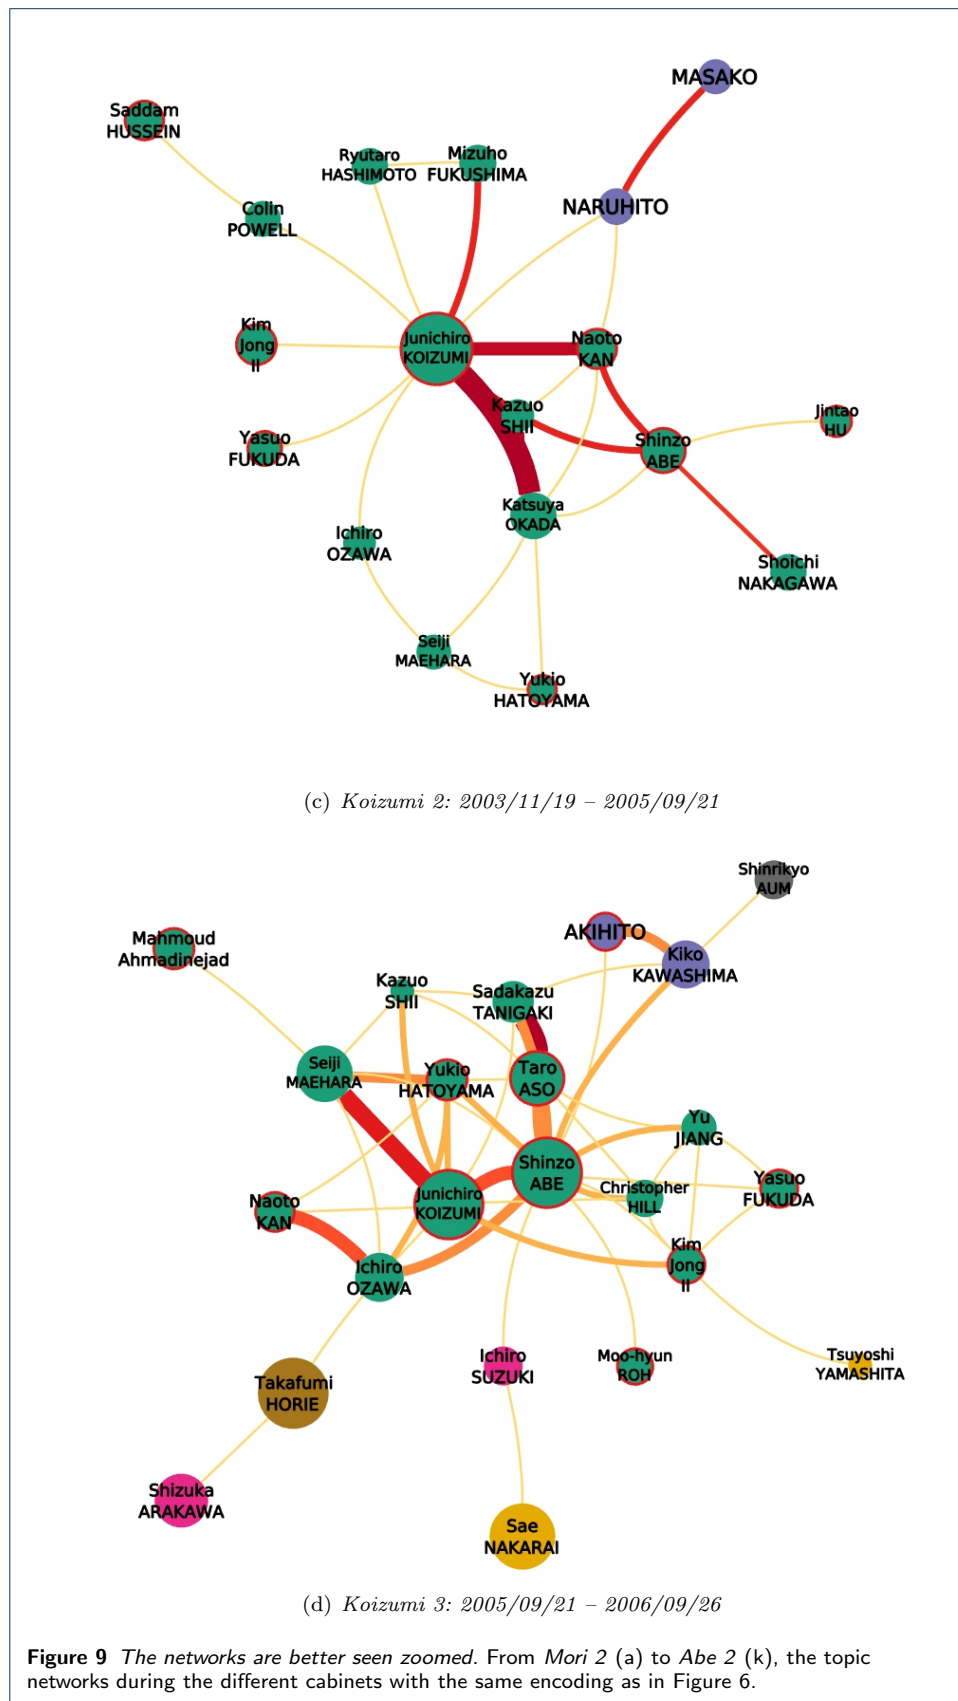 MASAKO
Saddam
HUSSEIN
Ryutaro
HASHIMOTO
Mizuho
FUKUSHIMA
NARUHITO
Colin
POWELL
Kim
Jong
Il
Junichiro
KOIZUMI
Naoto
KAN
Kazuo
SHII
Jintao
HU
Yasuo
FUKUDA
Shinzo
ABE
Katsuya
OKADA
Ichiro
OZAWA
Shoichi
NAKAGAWA
Seiji
MAEHARA
Yukio
HATOYAMA
(c) Koizumi 2: 2003/11/19 – 2005/09/21
Shinrikyo
AUM
AKIHITO
Mahmoud
Ahmadinejad
Kiko
KAWASHIMA
Kazuo
SHII
Sadakazu
TANIGAKI
Seiji
MAEHARA
Yukio
HATOYAMA
Taro
ASO
Yu
JIANG
Shinzo
ABE
Yasuo
FUKUDA
Christopher
HILL
Junichiro
KOIZUMI
Naoto
KAN
Kim
Jong
Il
Ichiro
OZAWA
Ichiro
SUZUKI
Moo-hyun
ROH
Tsuyoshi
YAMASHITA
Takafumi
HORIE
Shizuka
ARAKAWA
Sae
NAKARAI
(d) Koizumi 3: 2005/09/21 – 2006/09/26
Figure 9 The networks are better seen zoomed. From Mori 2 (a) to Abe 2 (k), the topic
networks during the different cabinets with the same encoding as in Figure 6.